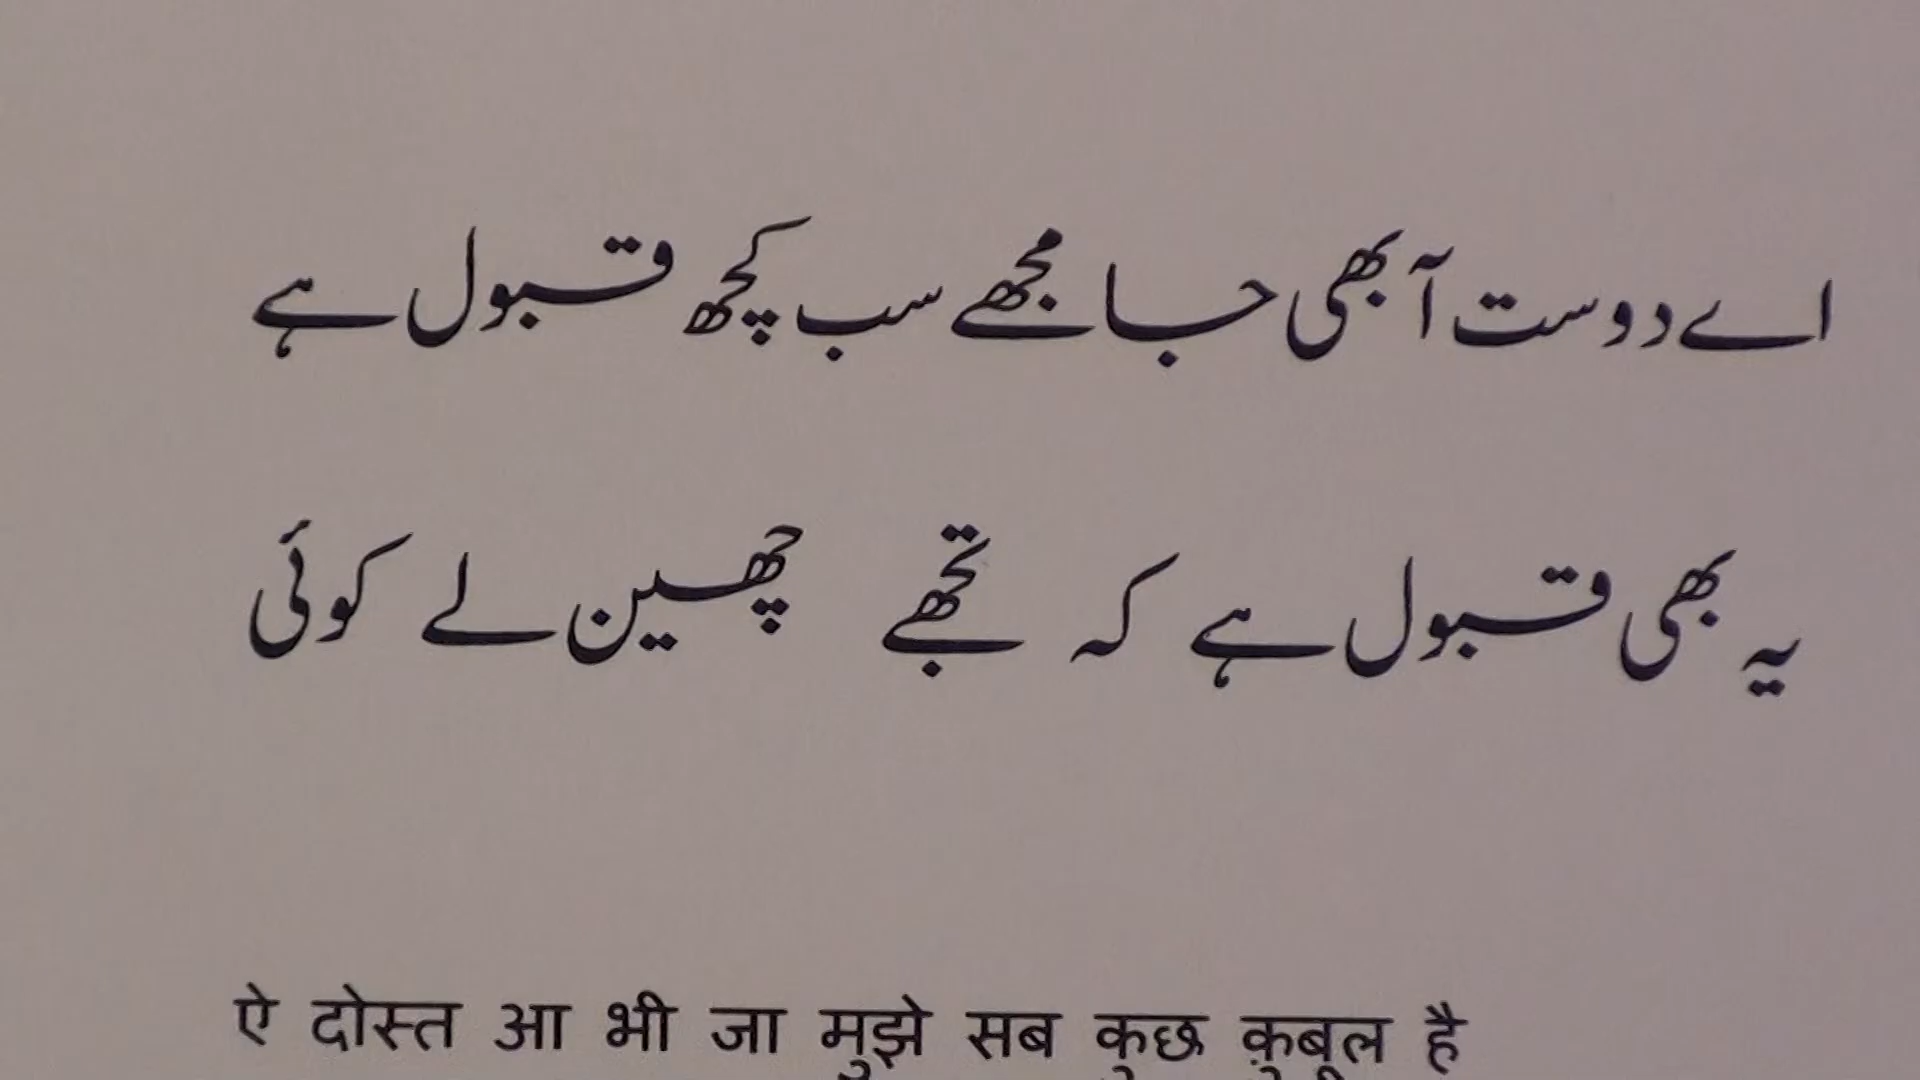 اے دوست آ بھی جا مجھے سب کچھ قبول ہے
یہ بھی قبول ہے کہ تجھے چھین لے کوئی
ऐ दोस्त आ भी जा मुझे सब कुछ क़ुबूल है